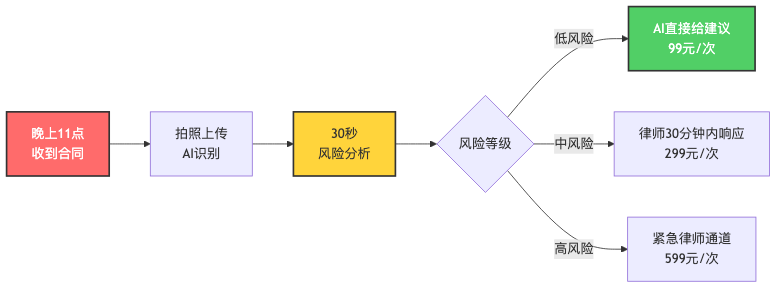 晚上11点
收到合同
拍照上传
AI识别
30秒
风险分析
风险等级
低风险
AI直接给建议
99元/次
中风险
律师30分钟内响应
299元/次
高风险
紧急律师通道
599元/次